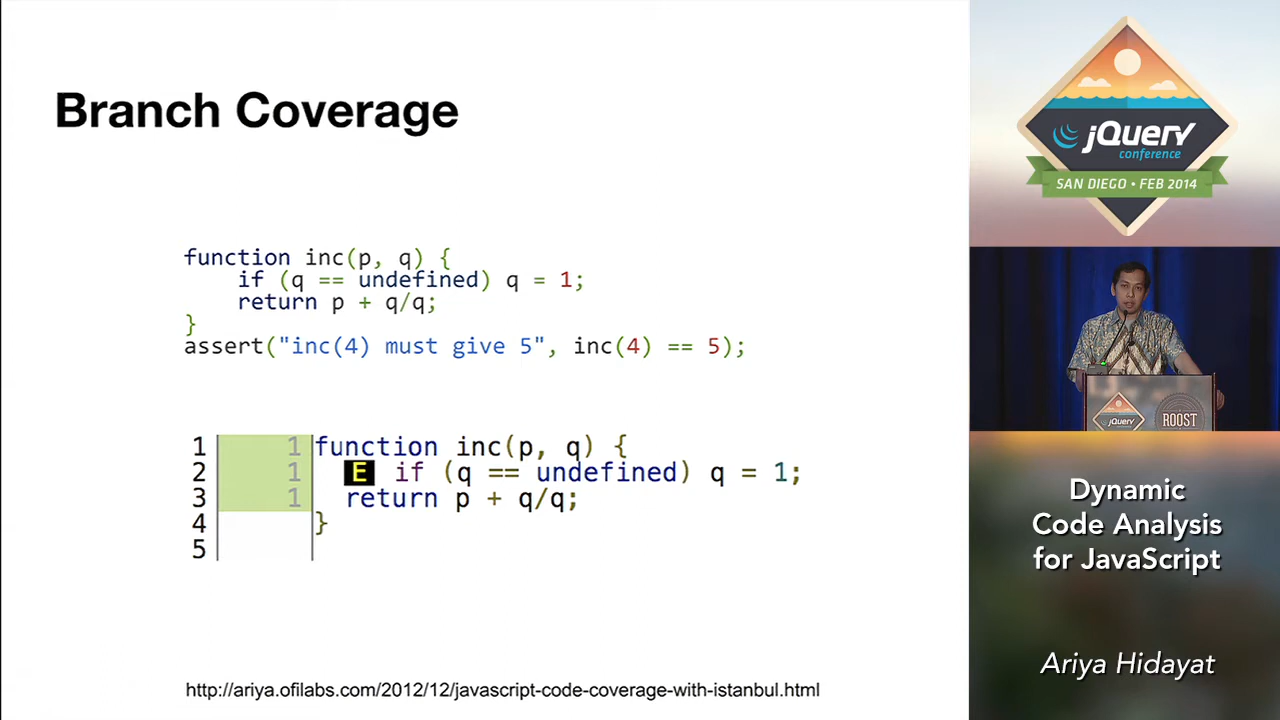 Branch Coverage
function inc(p, q) {
    if (q == undefined) q = 1;
    return p + q/q;
}
assert("inc(4) must give 5", inc(4) == 5);
1 1 function inc(p, q) {
2 1 E if (q == undefined) q = 1;
3 1 return p + q/q;
4 }
5
http://ariya.ofilabs.com/2012/12/javascript-code-coverage-with-istanbul.html
jQuery
conference
SAN DIEGO • FEB 2014
jQuery
ROOST
Dynamic
Code Analysis
for JavaScript
Ariya Hidayat